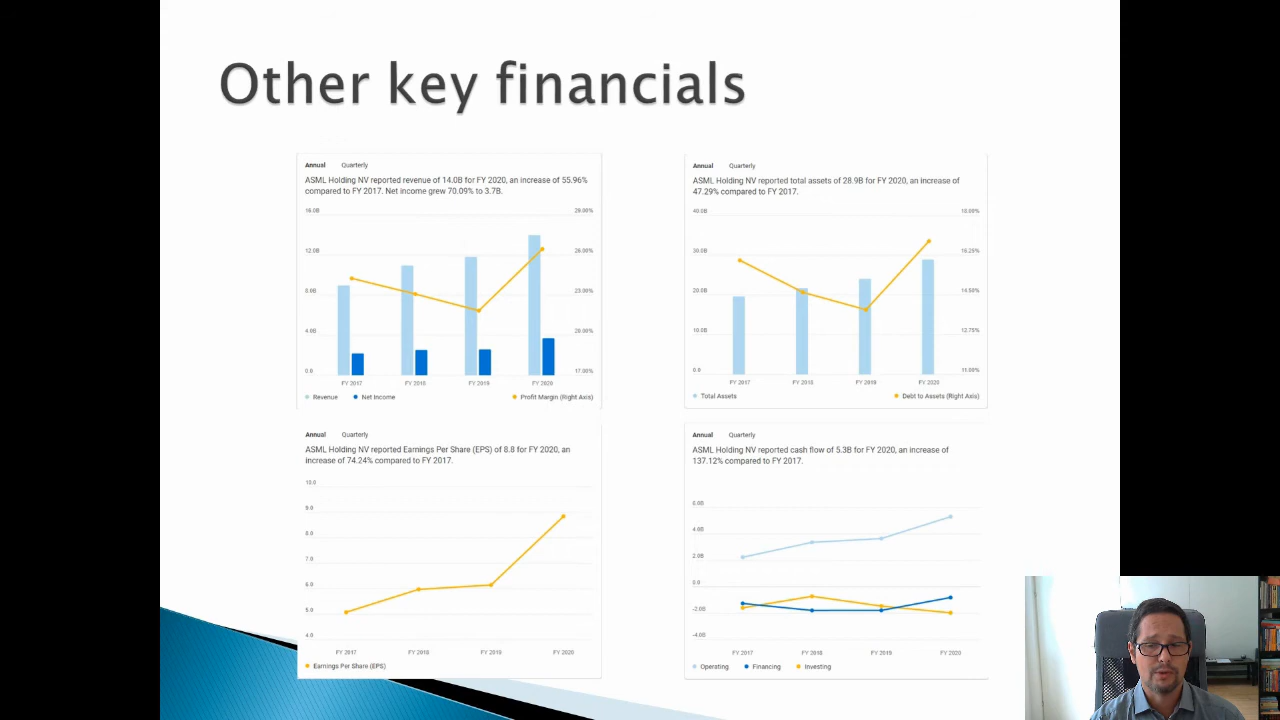 Other key financials
Annual Quarterly
ASML Holding NV reported revenue of 14.0B for FY 2020, an increase of 55.96%
compared to FY 2017. Net income grew 70.09% to 3.7B.
16.0B 29.00%
12.0B 26.00%
8.0B 23.00%
4.0B 20.00%
0.0 17.00%
FY 2017 FY 2018 FY 2019 FY 2020
Revenue Net Income Profit Margin (Right Axis)
Annual Quarterly
ASML Holding NV reported total assets of 28.9B for FY 2020, an increase of
47.29% compared to FY 2017.
40.0B 18.00%
30.0B 16.25%
20.0B 14.50%
10.0B 12.75%
0.0 11.00%
FY 2017 FY 2018 FY 2019 FY 2020
Total Assets Debt to Assets (Right Axis)
Annual Quarterly
ASML Holding NV reported Earnings Per Share (EPS) of 8.8 for FY 2020, an
increase of 74.24% compared to FY 2017.
10.0
9.0
8.0
7.0
6.0
5.0
4.0
FY 2017 FY 2018 FY 2019 FY 2020
Earnings Per Share (EPS)
Annual Quarterly
ASML Holding NV reported cash flow of 5.3B for FY 2020, an increase of
137.12% compared to FY 2017.
6.0B
4.0B
2.0B
0.0
-2.0B
-4.0B
FY 2017 FY 2018 FY 2019 FY 2020
Operating Financing Investing